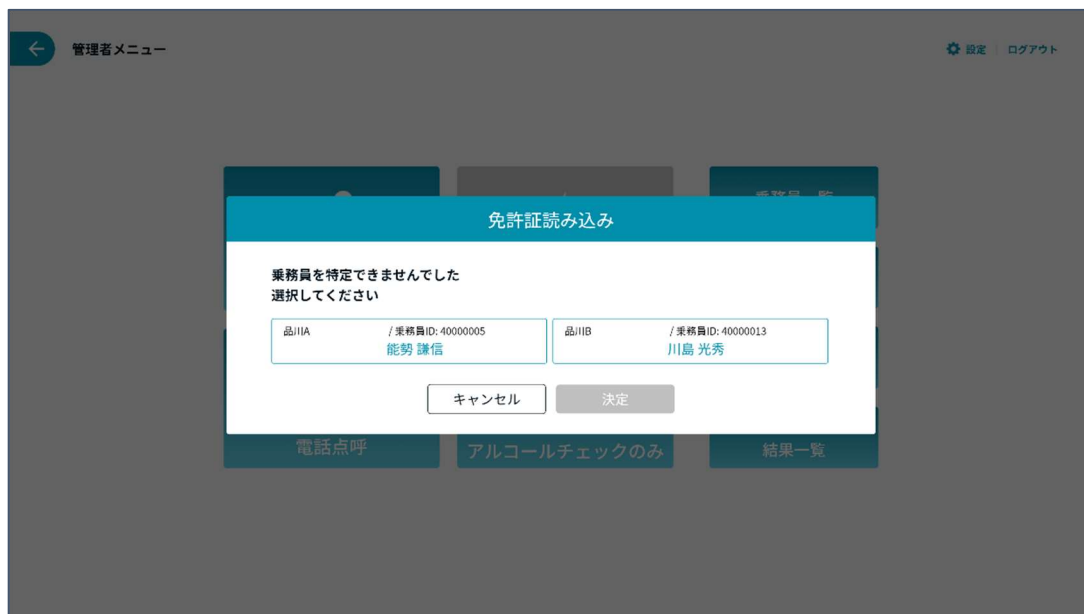 管理者メニュー
設定
ログアウト
免許証読み込み
乗務員を特定できませんでした
選択してください
品川A / 乗務員ID: 40000005
能勢 謙信
品川B / 乗務員ID: 40000013
川島 光秀
キャンセル
決定
電話点呼
アルコールチェックのみ
結果一覧